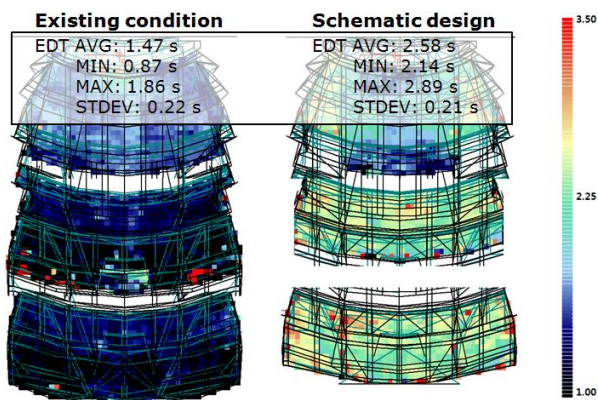 Existing condition
EDT AVG: 1.47 s
MIN: 0.87 s
MAX: 1.86 s
STDEV: 0.22 s
Schematic design
EDT AVG: 2.58 s
MIN: 2.14 s
MAX: 2.89 s
STDEV: 0.21 s
3.50
2.25
1.00